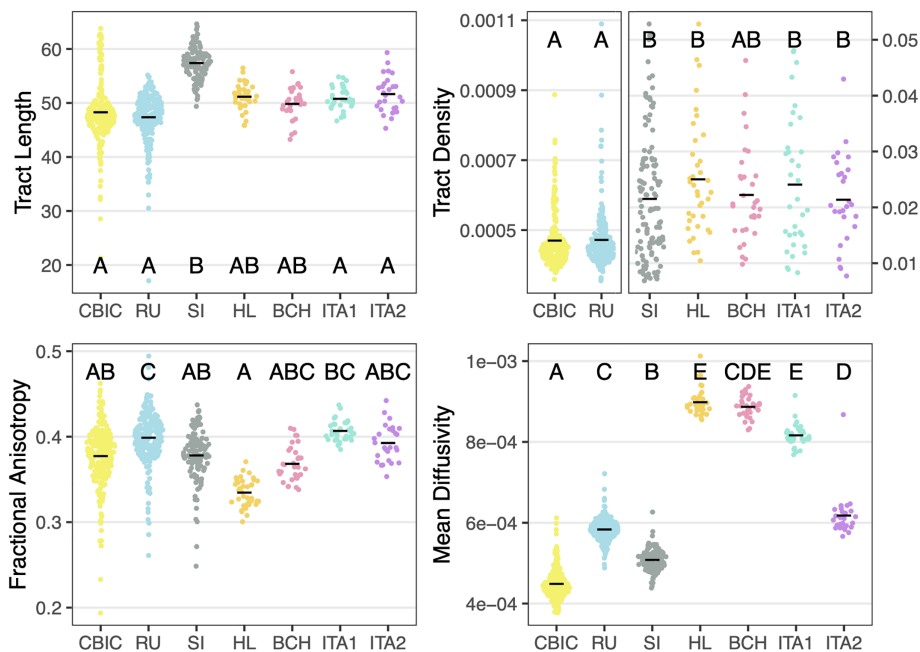 Tract Length
60
50
40
30
20
A A B AB AB A A
CBIC RU SI HL BCH ITA1 ITA2
Tract Density
0.0011
0.0009
0.0007
0.0005
A A B B AB B B
0.05
0.04
0.03
0.02
0.01
CBIC RU SI HL BCH ITA1 ITA2
Fractional Anisotropy
0.5
0.4
0.3
0.2
AB C AB A ABC BC ABC
CBIC RU SI HL BCH ITA1 ITA2
Mean Diffusivity
1e−03
8e−04
6e−04
4e−04
A C B E CDE E D
CBIC RU SI HL BCH ITA1 ITA2